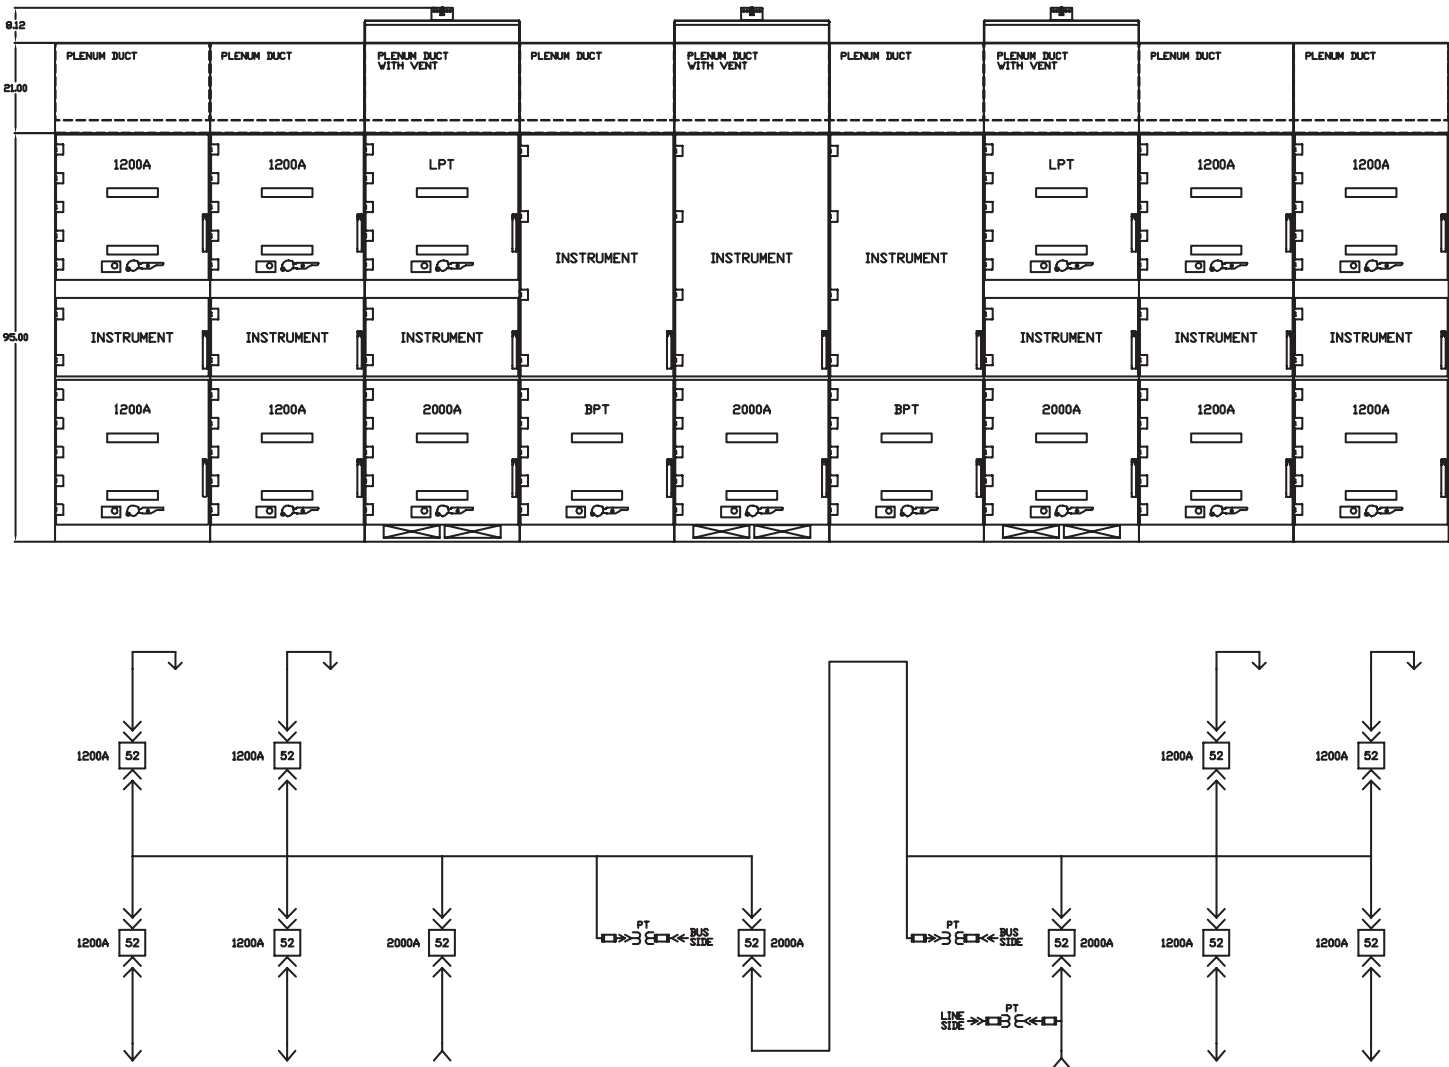 8.12
PLENUM DUCT
PLENUM DUCT
PLENUM DUCT
WITH VENT
PLENUM DUCT
PLENUM DUCT
WITH VENT
PLENUM DUCT
PLENUM DUCT
WITH VENT
PLENUM DUCT
PLENUM DUCT
21.00
1200A
1200A
LPT
LPT
1200A
1200A
INSTRUMENT
INSTRUMENT
INSTRUMENT
95.00
INSTRUMENT
INSTRUMENT
INSTRUMENT
INSTRUMENT
INSTRUMENT
INSTRUMENT
1200A
1200A
2000A
BPT
2000A
BPT
2000A
1200A
1200A
1200A
52
1200A
52
1200A
52
1200A
52
1200A
52
1200A
52
2000A
52
PT
BUS
SIDE
52
2000A
PT
BUS
SIDE
52
2000A
1200A
52
1200A
52
LINE
SIDE
PT